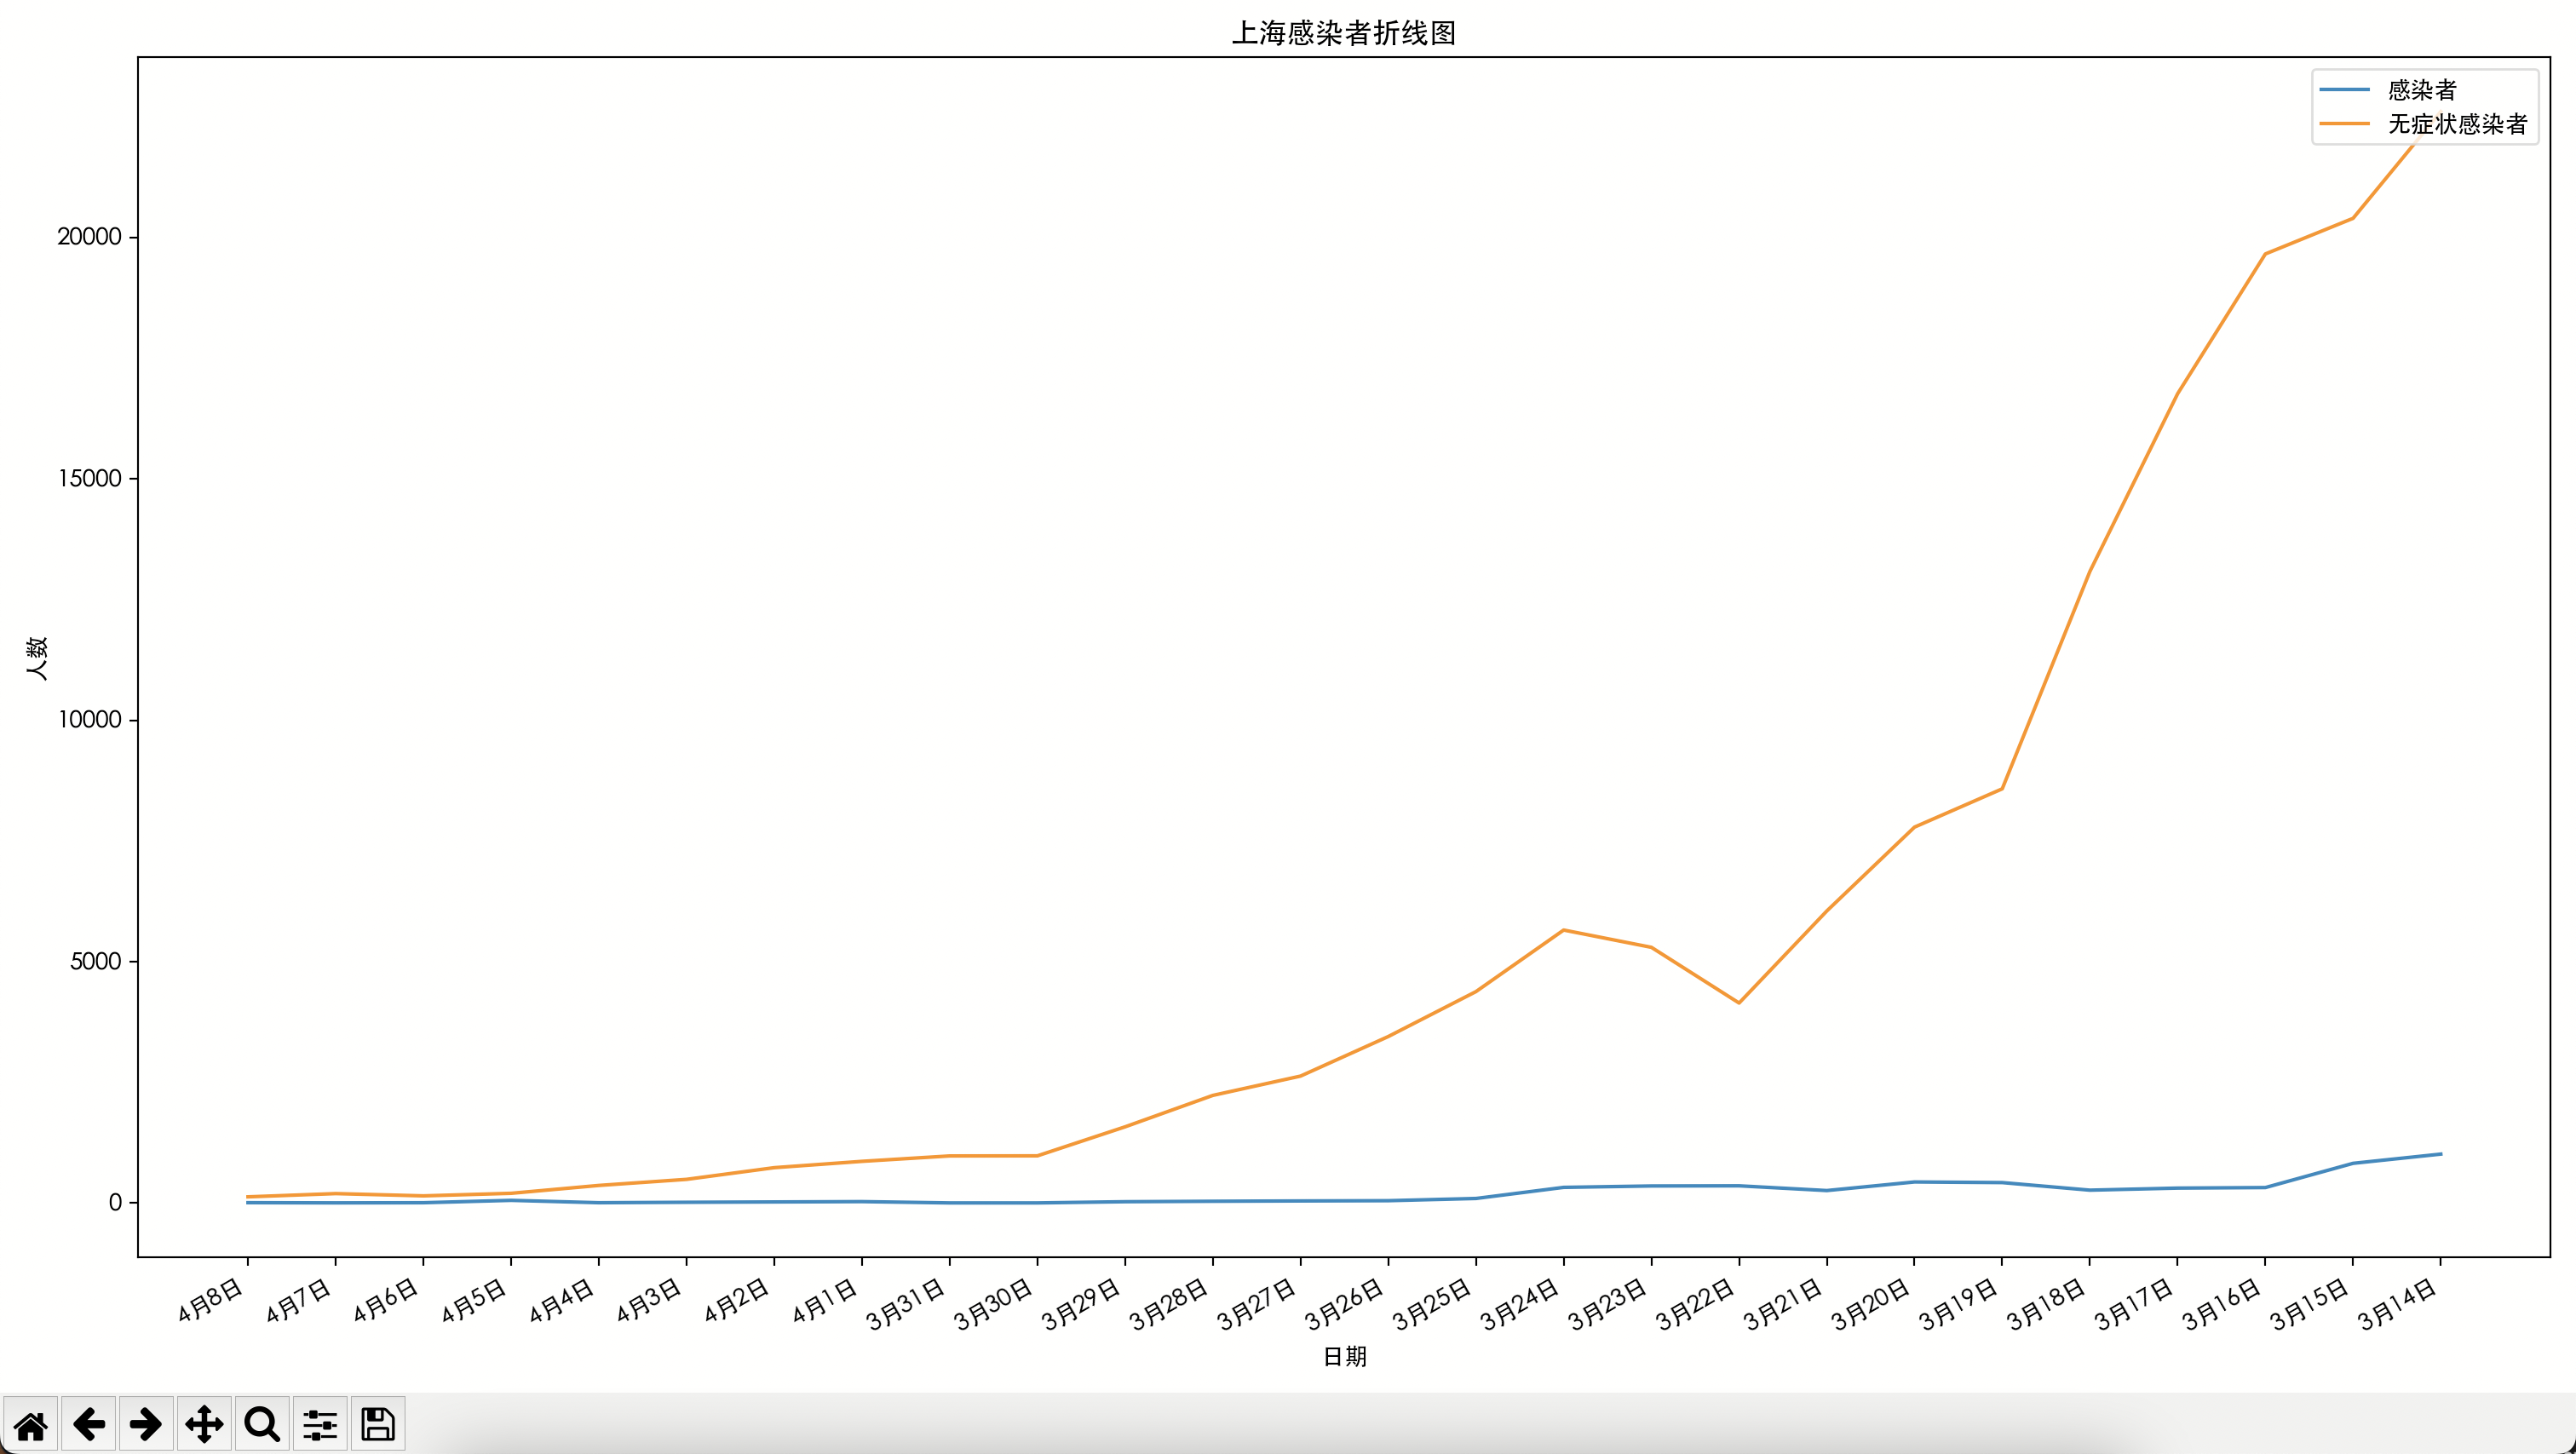 上海感染者折线图
感染者
无症状感染者
人数
20000
15000
10000
5000
0
4月8日
4月7日
4月6日
4月5日
4月4日
4月3日
4月2日
4月1日
3月31日
3月30日
3月29日
3月28日
3月27日
3月26日
3月25日
3月24日
3月23日
3月22日
3月21日
3月20日
3月19日
3月18日
3月17日
3月16日
3月15日
3月14日
日期